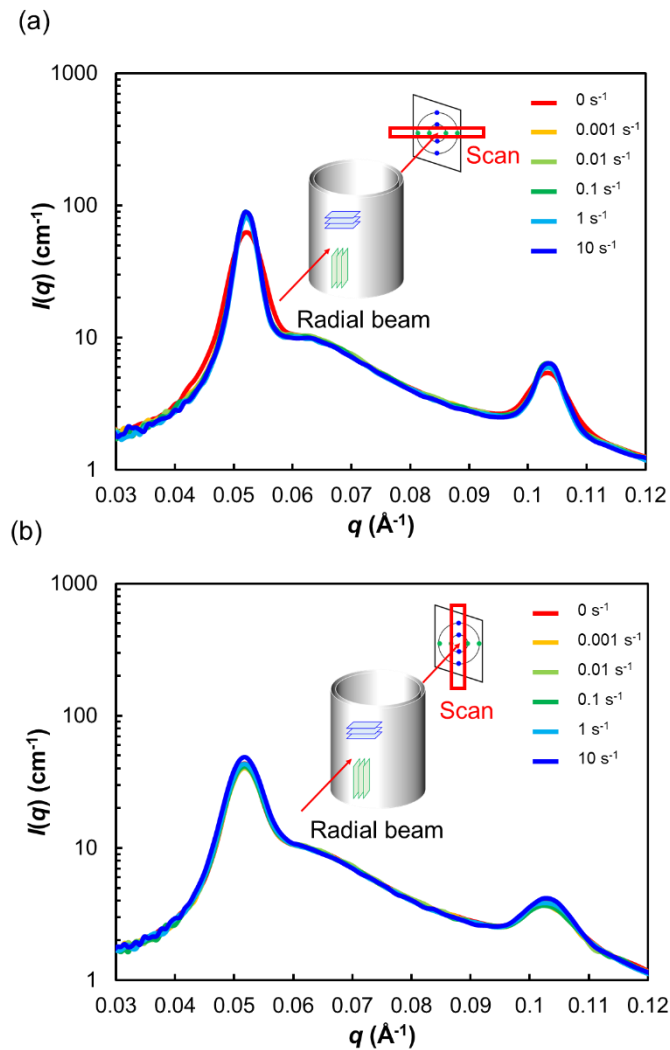 (a)
1000
100
10
1
I(q) (cm⁻¹)
0 s⁻¹
0.001 s⁻¹
0.01 s⁻¹
0.1 s⁻¹
1 s⁻¹
10 s⁻¹
Scan
Radial beam
0.03 0.04 0.05 0.06 0.07 0.08 0.09 0.1 0.11 0.12
q (Å⁻¹)
(b)
1000
100
10
1
I(q) (cm⁻¹)
0 s⁻¹
0.001 s⁻¹
0.01 s⁻¹
0.1 s⁻¹
1 s⁻¹
10 s⁻¹
Scan
Radial beam
0.03 0.04 0.05 0.06 0.07 0.08 0.09 0.1 0.11 0.12
q (Å⁻¹)